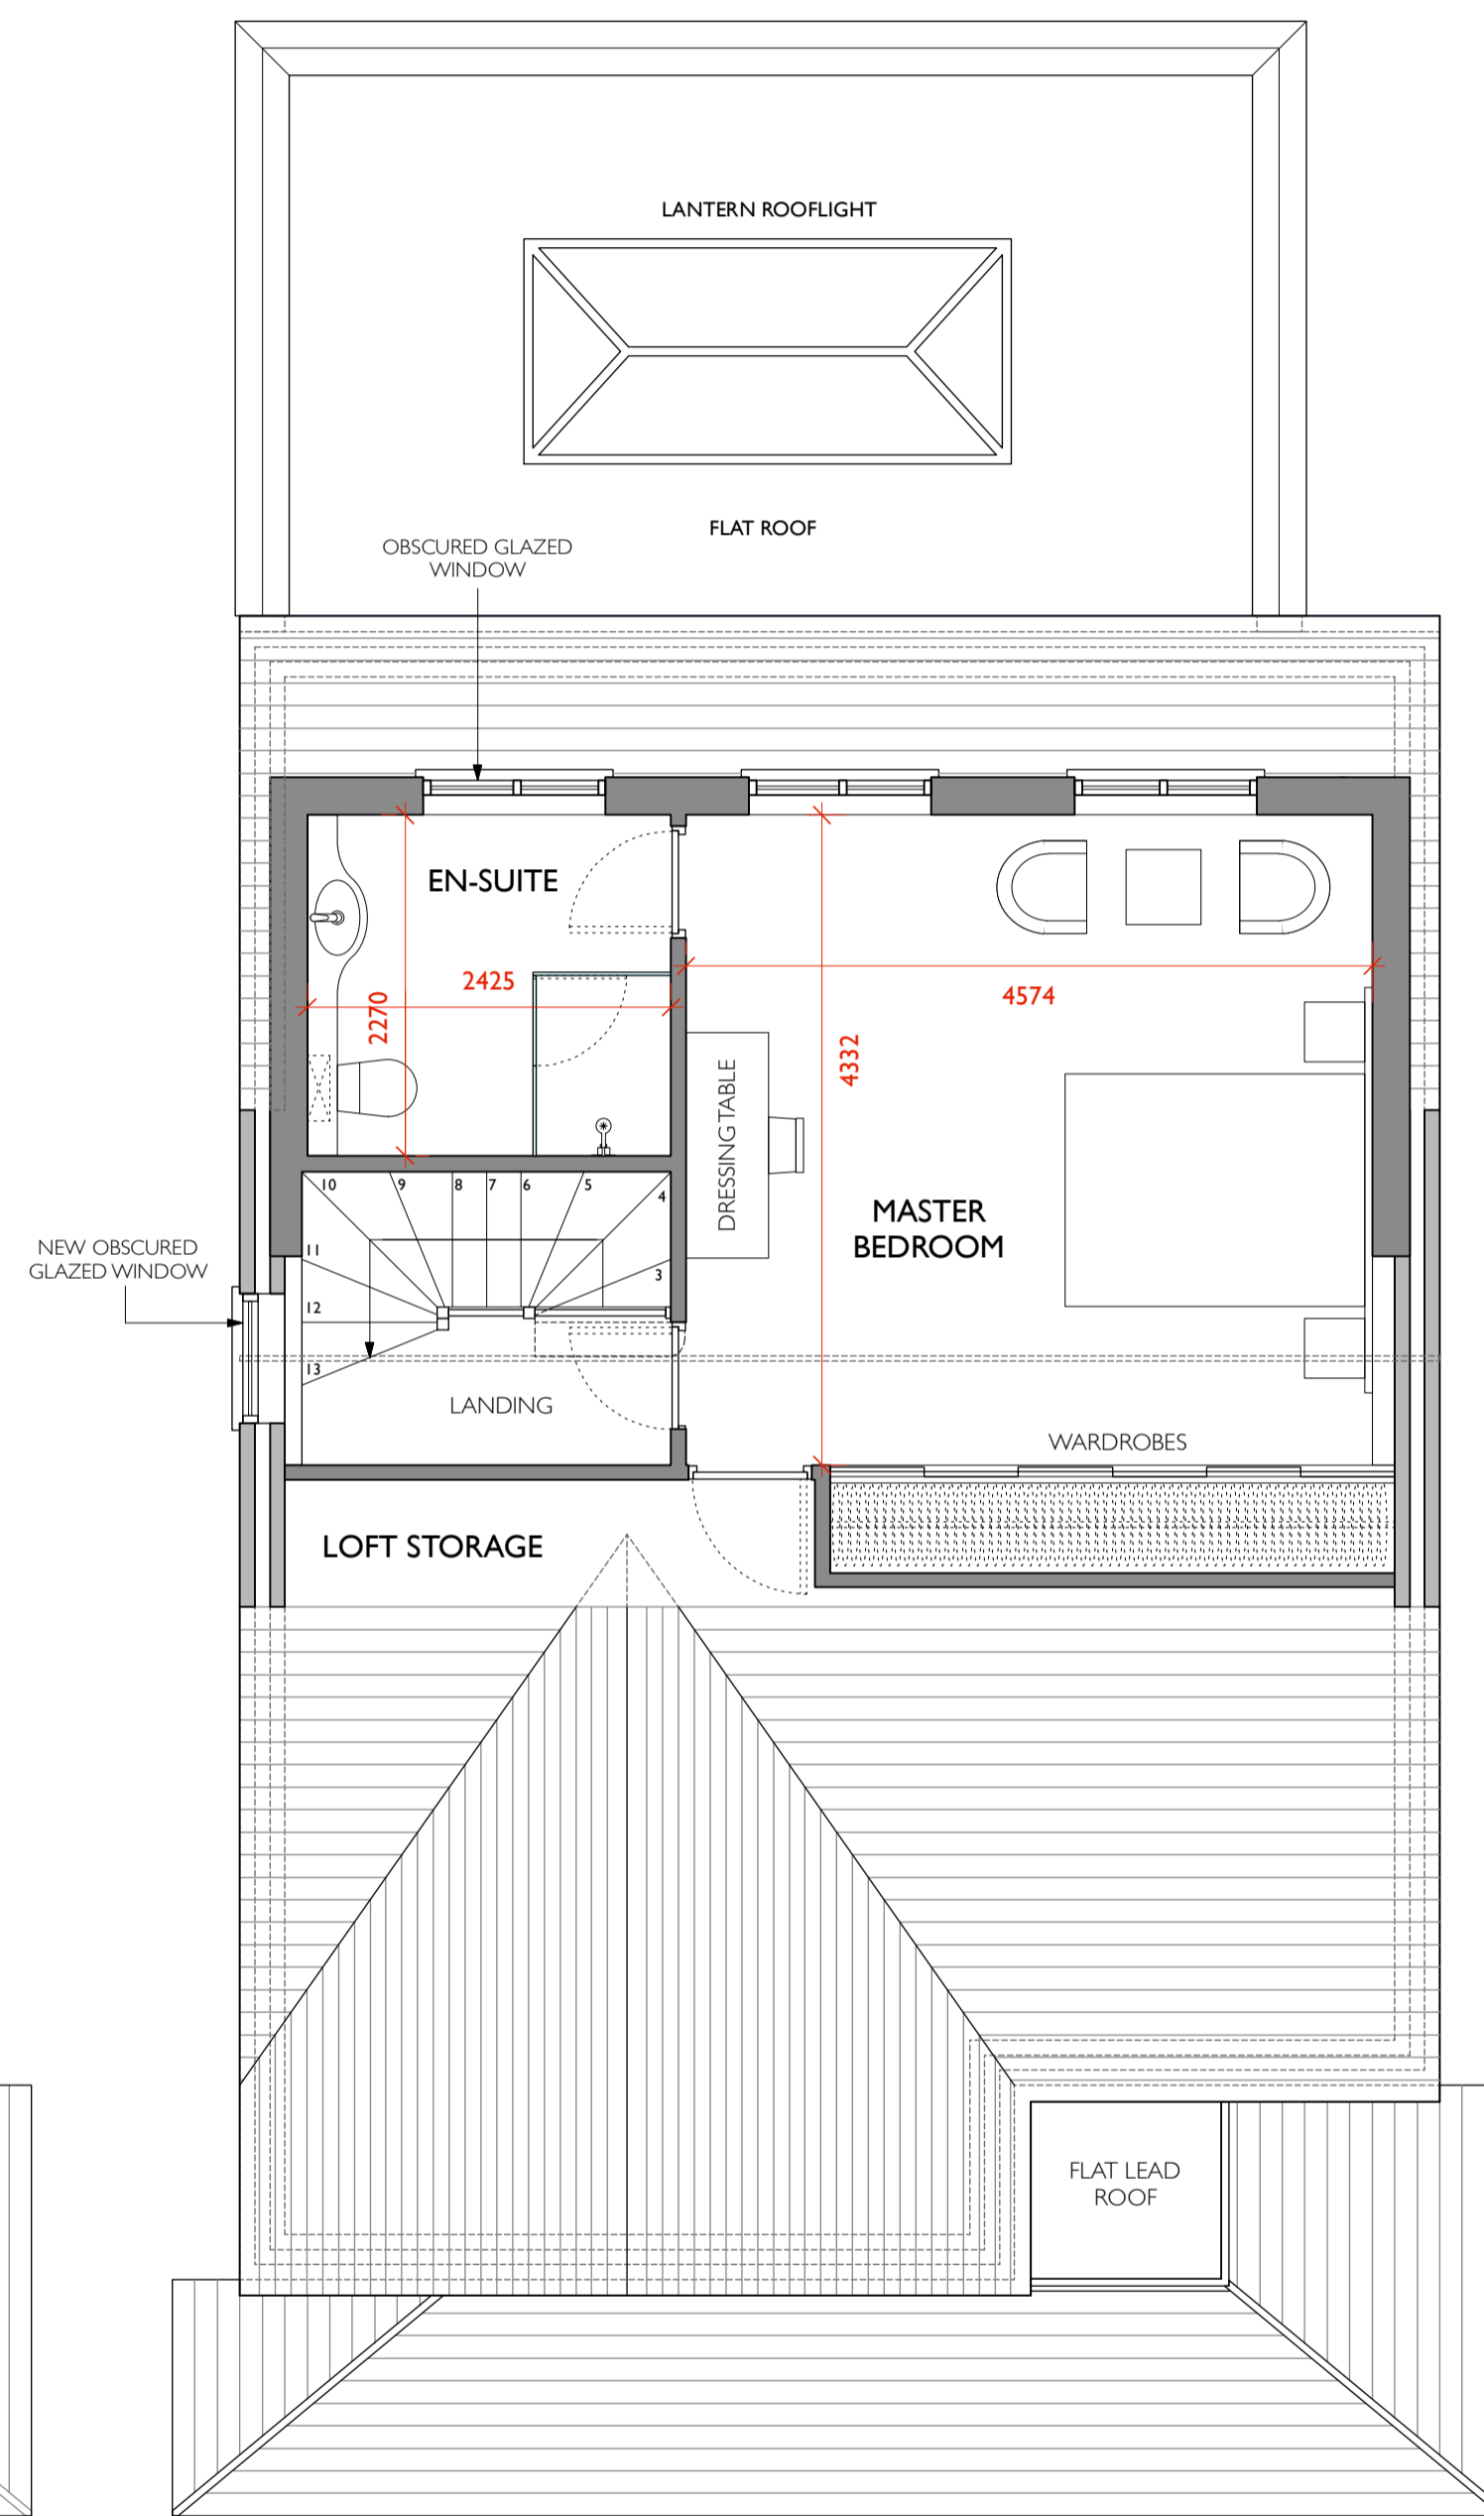 LANTERN ROOFLIGHT
FLAT ROOF
OBSCURED GLAZED
WINDOW
EN-SUITE
2425
2270
4574
4332
DRESSING TABLE
MASTER
BEDROOM
10
9
8
7
6
5
4
3
11
12
13
NEW OBSCURED
GLAZED WINDOW
LANDING
WARDROBES
LOFT STORAGE
FLAT LEAD
ROOF